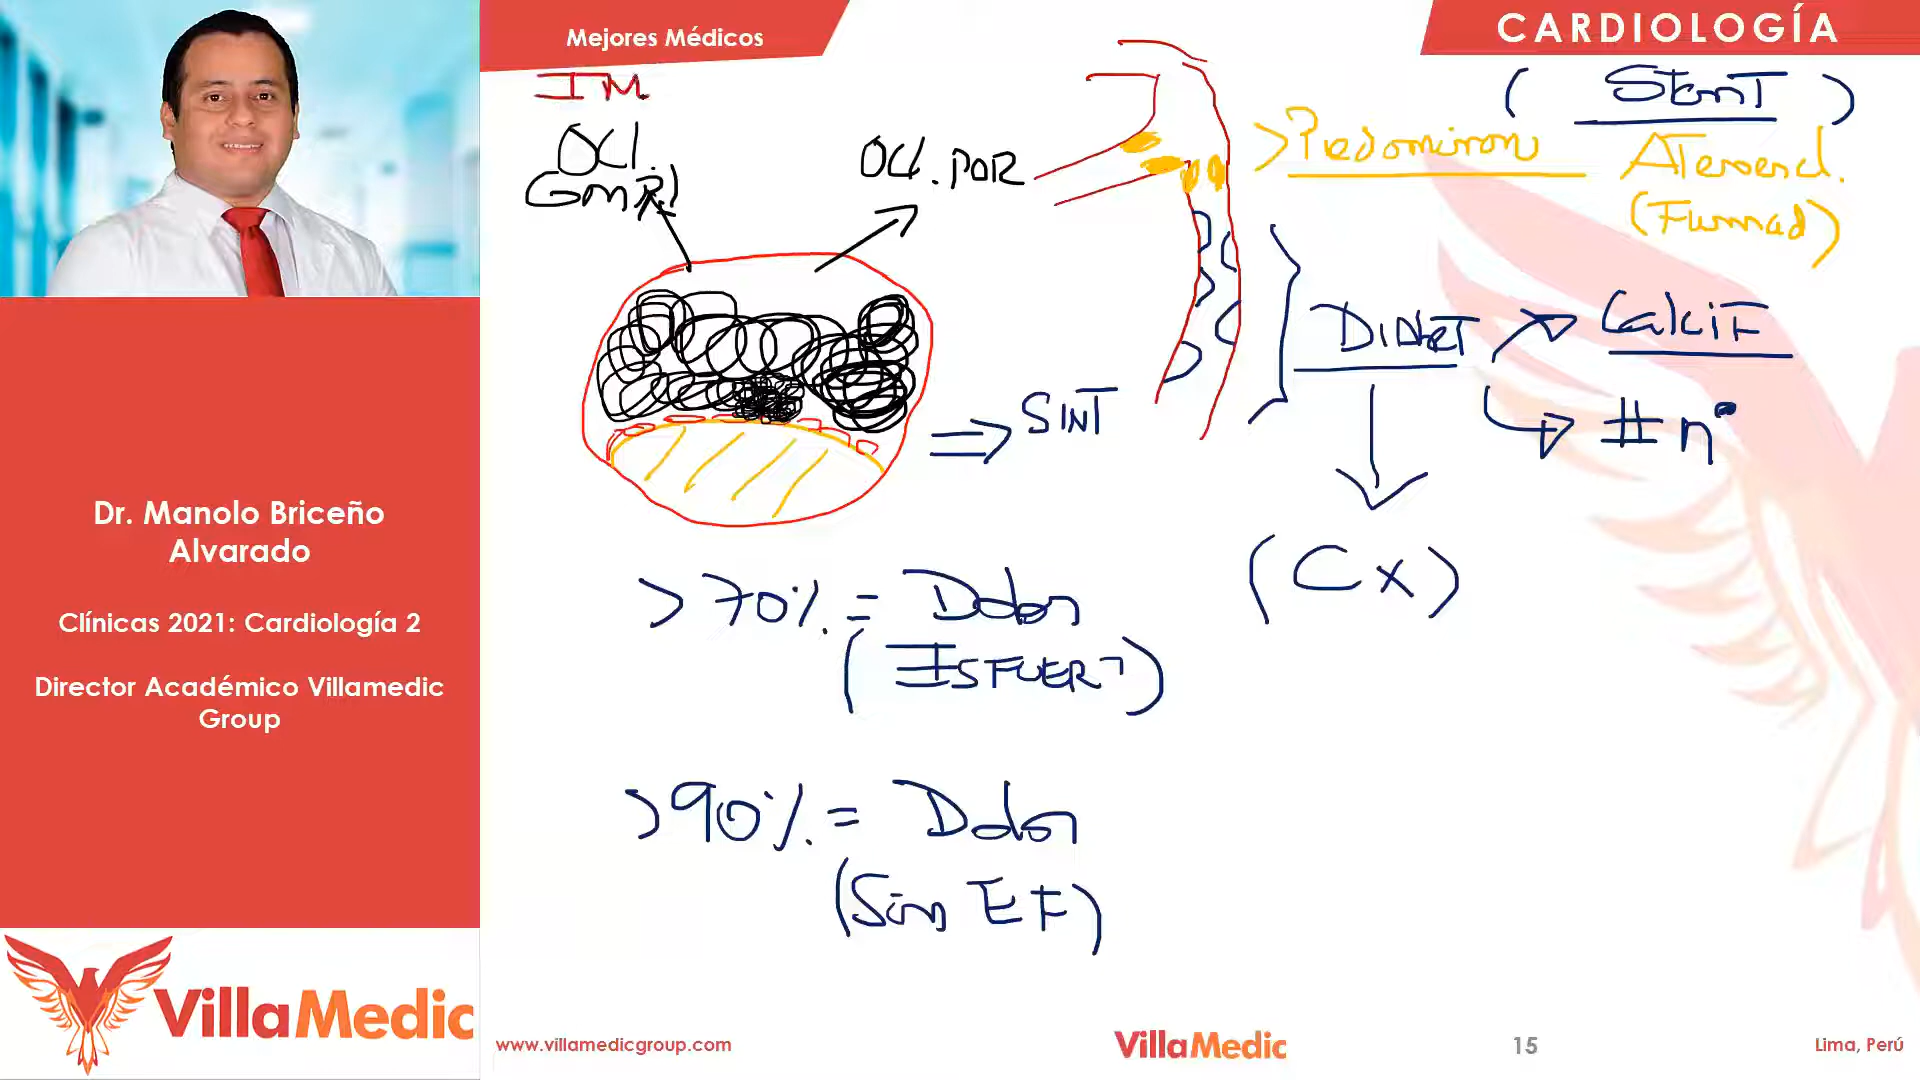 Mejores Médicos
CARDIOLOGÍA
IM
OCl.
OCl. POR
( StenT )
> Predominan
Ateroescl.
(Fumad)
DIABET
Calcif
# n°
SINT
(Cx)
>70% = Dolor
(ESFUERZ)
>90% = Dolor
(Sin EF)
Dr. Manolo Briceño
Alvarado
Clínicas 2021: Cardiología 2
Director Académico Villamedic
Group
VillaMedic
www.villamedicgroup.com
VillaMedic
15
Lima, Perú